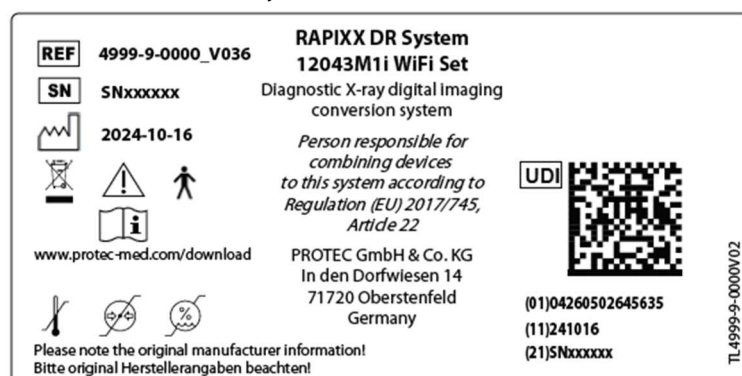 REF 4999-9-0000_V036
SN SNxxxxxx
2024-10-16
www.protec-med.com/download
Please note the original manufacturer information!
Bitte original Herstellerangaben beachten!
RAPIXX DR System
12043M1i WiFi Set
Diagnostic X-ray digital imaging
conversion system
Person responsible for
combining devices
to this system according to
Regulation (EU) 2017/745,
Article 22
PROTEC GmbH & Co. KG
In den Dorfwiesen 14
71720 Oberstenfeld
Germany
UDI
(01)04260502645635
(11)241016
(21)SNxxxxxx
TL4999-9-0000V02